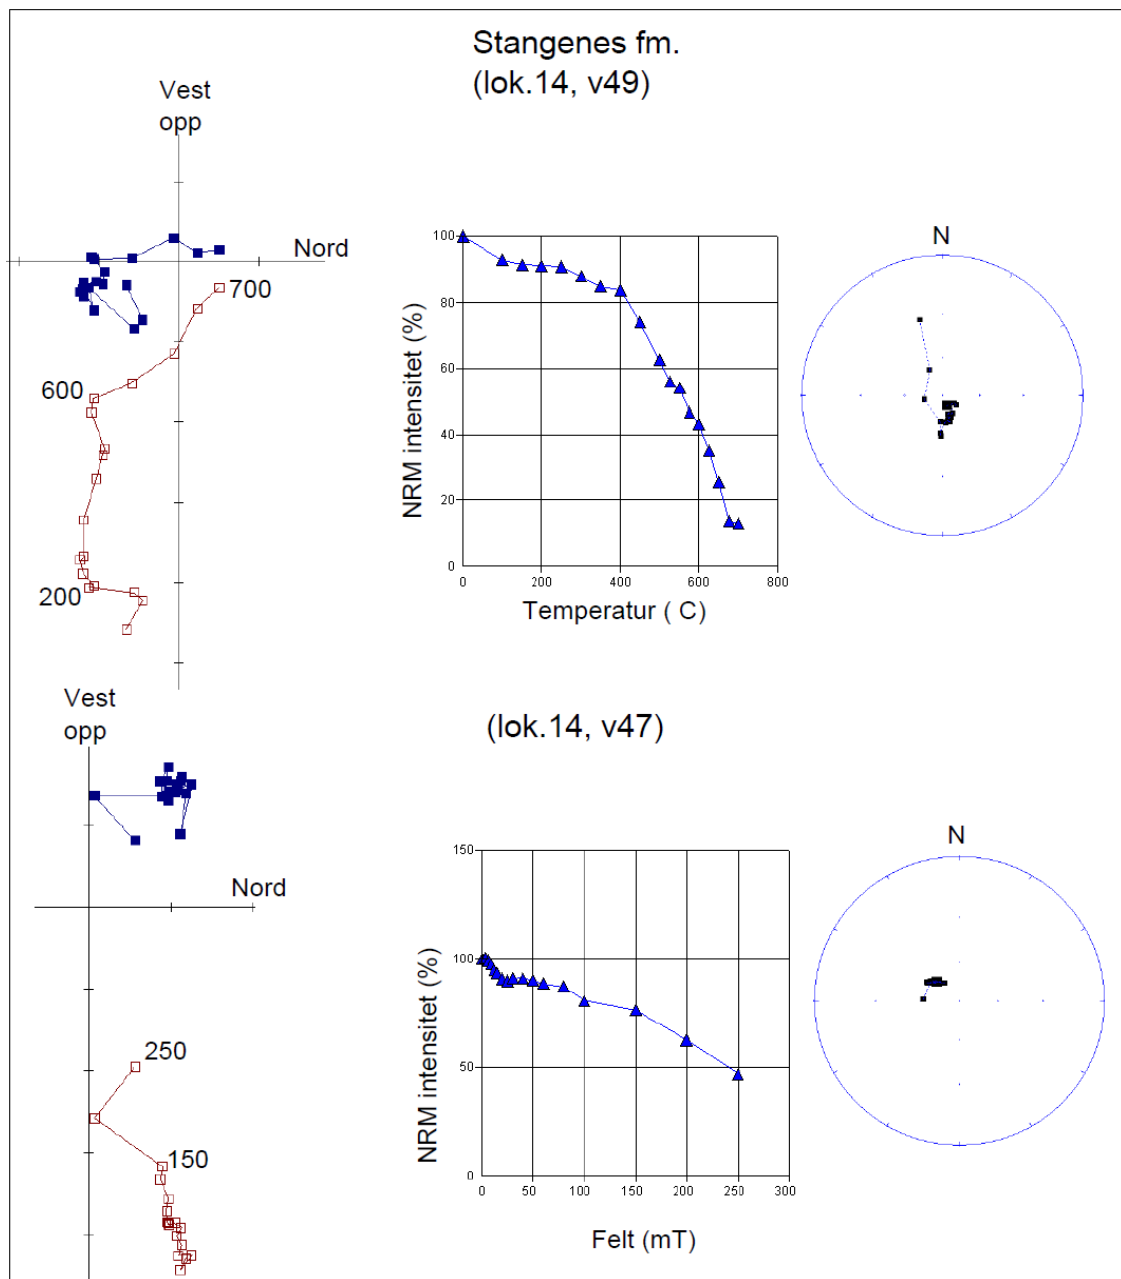 Stangenes fm.
(lok.14, v49)
Vest
opp
Nord
700
600
200
NRM intensitet (%)
100
80
60
40
20
0
0 200 400 600 800
Temperatur ( C)
N
(lok.14, v47)
Vest
opp
Nord
250
150
NRM intensitet (%)
150
100
50
0
0 50 100 150 200 250 300
Felt (mT)
N